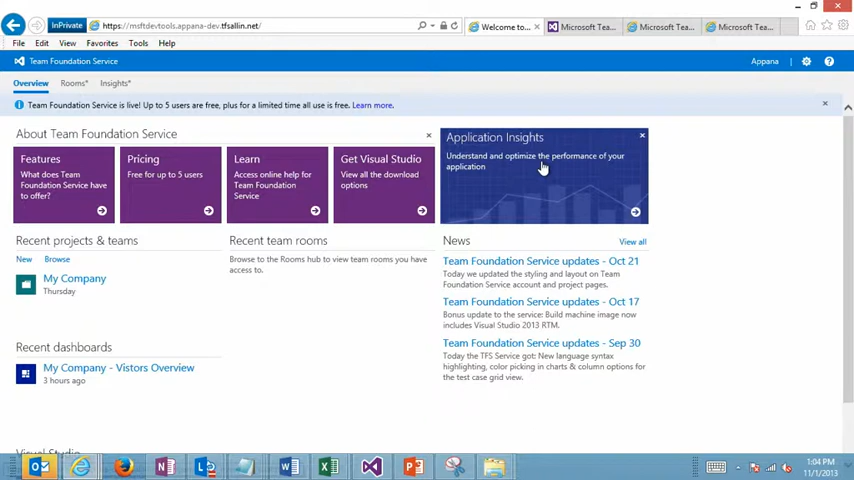 InPrivate
https://msftdevtools.appana-dev.tfsallin.net/
Welcome to...
Microsoft Tea...
Microsoft Tea...
Microsoft Tea...
File Edit View Favorites Tools Help
Team Foundation Service
Appana
Overview Rooms* Insights*
Team Foundation Service is live! Up to 5 users are free, plus for a limited time all use is free. Learn more.
About Team Foundation Service
Features
What does Team Foundation Service have to offer?
Pricing
Free for up to 5 users
Learn
Access online help for Team Foundation Service
Get Visual Studio
View all the download options
Application Insights
Understand and optimize the performance of your application
Recent projects & teams
New Browse
My Company
Thursday
Recent team rooms
Browse to the Rooms hub to view team rooms you have access to.
News
View all
Team Foundation Service updates - Oct 21
Today we updated the styling and layout on Team Foundation Service account and project pages.
Team Foundation Service updates - Oct 17
Bonus update to the service: Build machine image now includes Visual Studio 2013 RTM.
Team Foundation Service updates - Sep 30
Today the TFS Service got: New language syntax highlighting, color picking in charts & column options for the test case grid view.
Recent dashboards
My Company - Vistors Overview
3 hours ago
Visual Studio
1:04 PM
11/1/2013